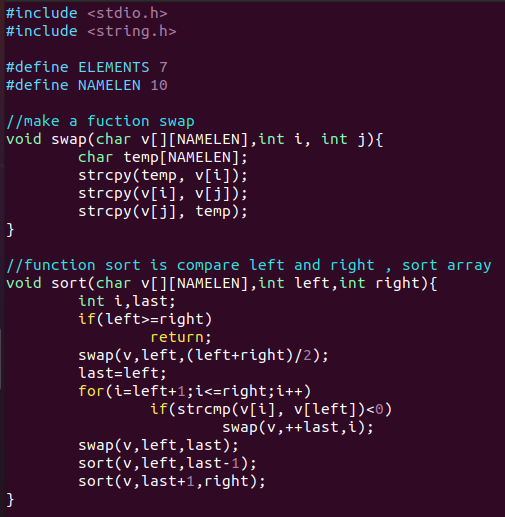 #include <stdio.h>
#include <string.h>

#define ELEMENTS 7
#define NAMELEN 10

//make a fuction swap
void swap(char v[][NAMELEN],int i, int j){
        char temp[NAMELEN];
        strcpy(temp, v[i]);
        strcpy(v[i], v[j]);
        strcpy(v[j], temp);
}

//function sort is compare left and right , sort array
void sort(char v[][NAMELEN],int left,int right){
        int i,last;
        if(left>=right)
                return;
        swap(v,left,(left+right)/2);
        last=left;
        for(i=left+1;i<=right;i++)
                if(strcmp(v[i], v[left])<0)
                        swap(v,++last,i);
        swap(v,left,last);
        sort(v,left,last-1);
        sort(v,last+1,right);
}